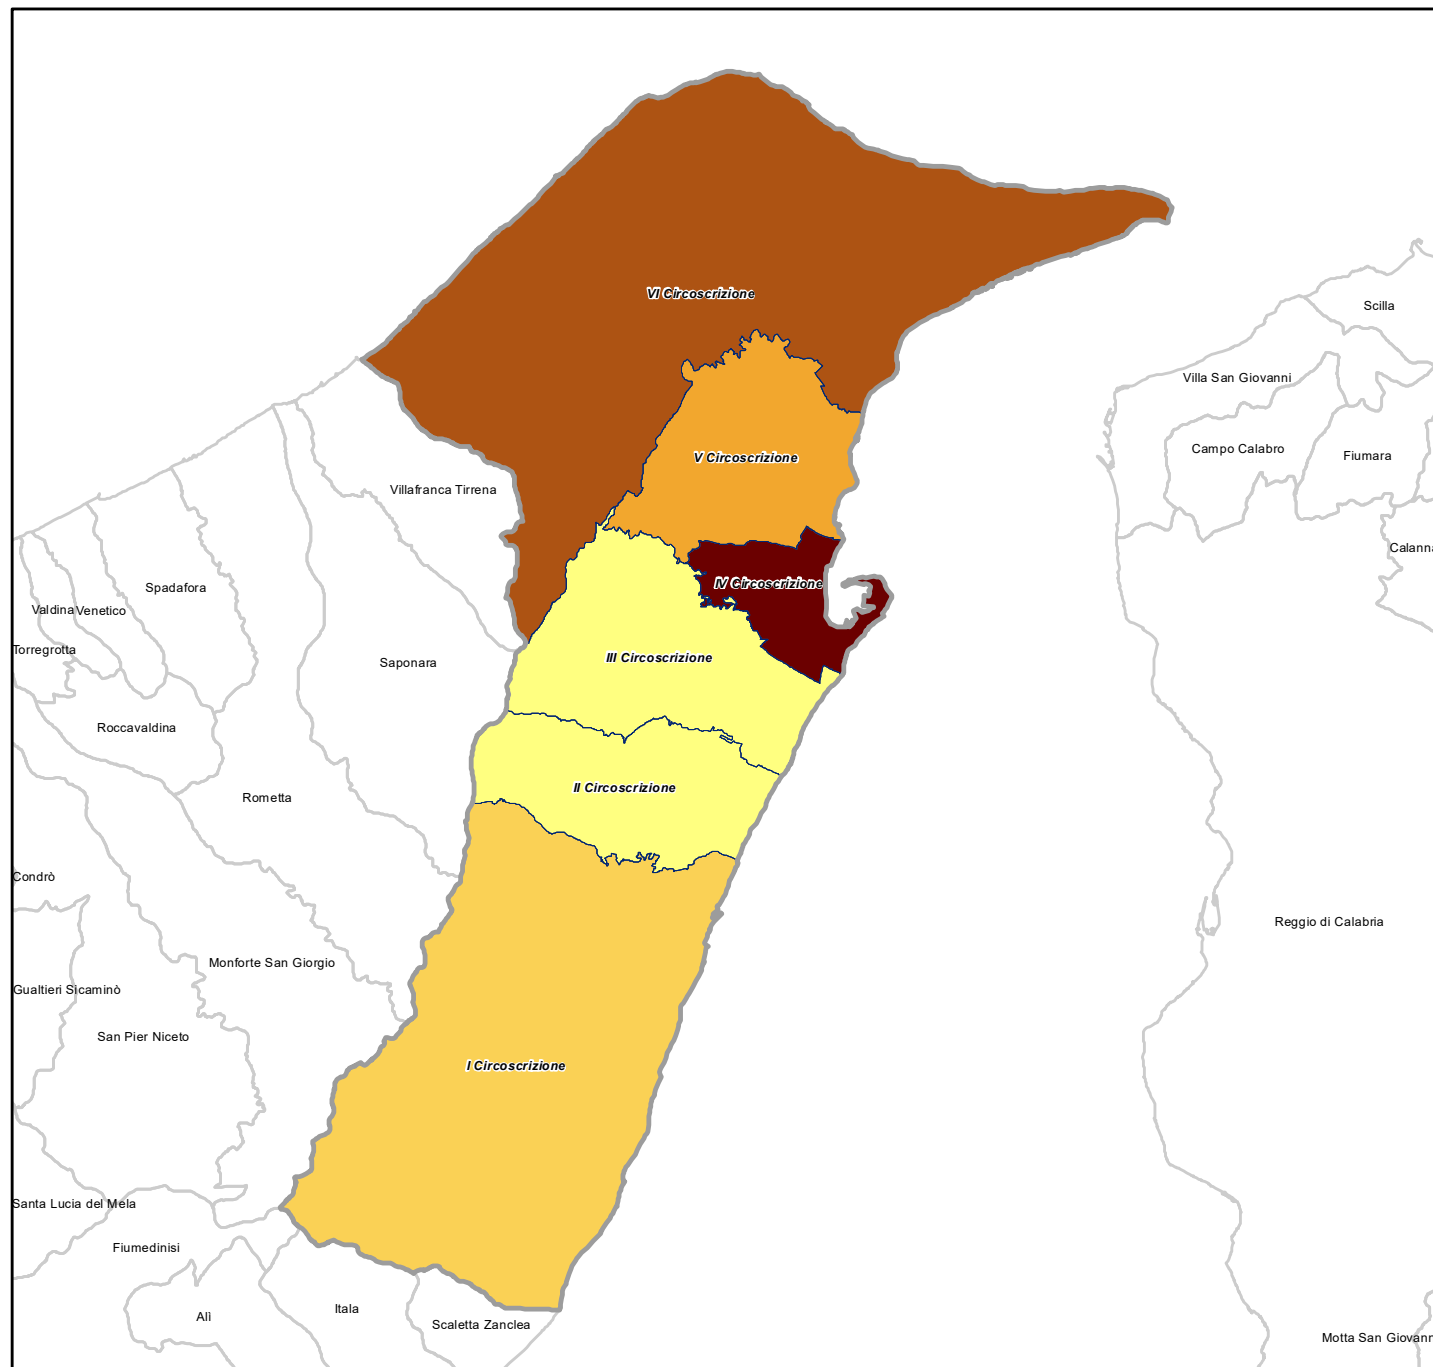 VI Circoscrizione
Scilla
Villa San Giovanni
Campo Calabro
Fiumara
V Circoscrizione
Villafranca Tirrena
Calanna
IV Circoscrizione
Spadafora
Valdina
Venetico
Torregrotta
III Circoscrizione
Saponara
Roccavaldina
II Circoscrizione
Rometta
Condrò
Reggio di Calabria
Monforte San Giorgio
Gualtieri Sicaminò
San Pier Niceto
I Circoscrizione
Santa Lucia del Mela
Fiumedinisi
Itala
Alì
Scaletta Zanclea
Motta San Giovann